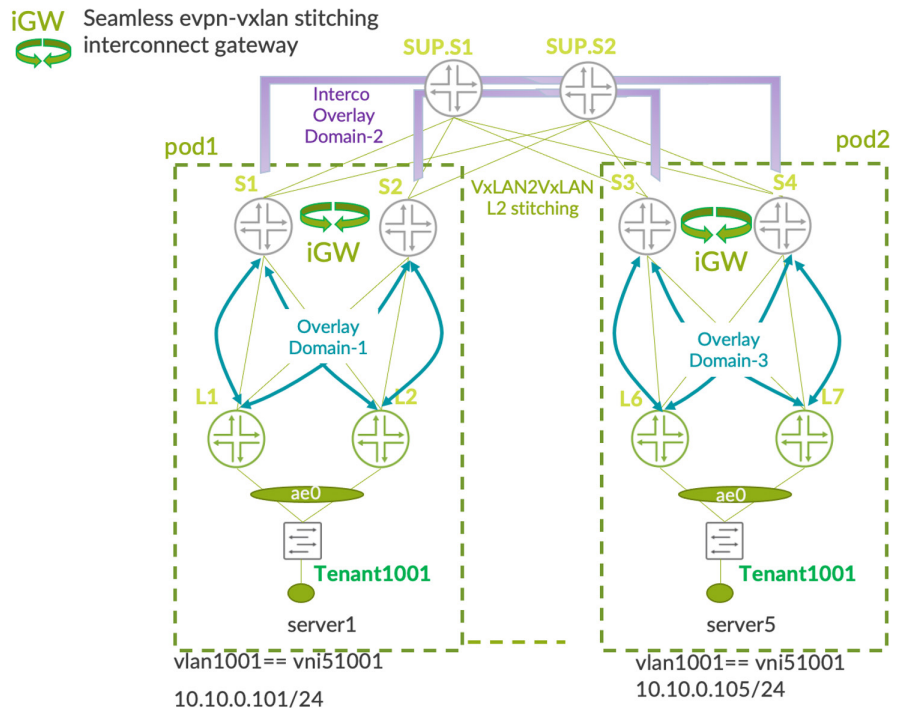 iGW
Seamless evpn-vxlan stitching
interconnect gateway
SUP.S1
SUP.S2
Interco
Overlay
Domain-2
pod1
pod2
S1
S2
VxLAN2VxLAN
L2 stitching
S3
S4
iGW
iGW
Overlay
Domain-1
Overlay
Domain-3
L1
L2
L6
L7
ae0
ae0
Tenant1001
Tenant1001
server1
server5
vlan1001== vni51001
10.10.0.101/24
vlan1001== vni51001
10.10.0.105/24